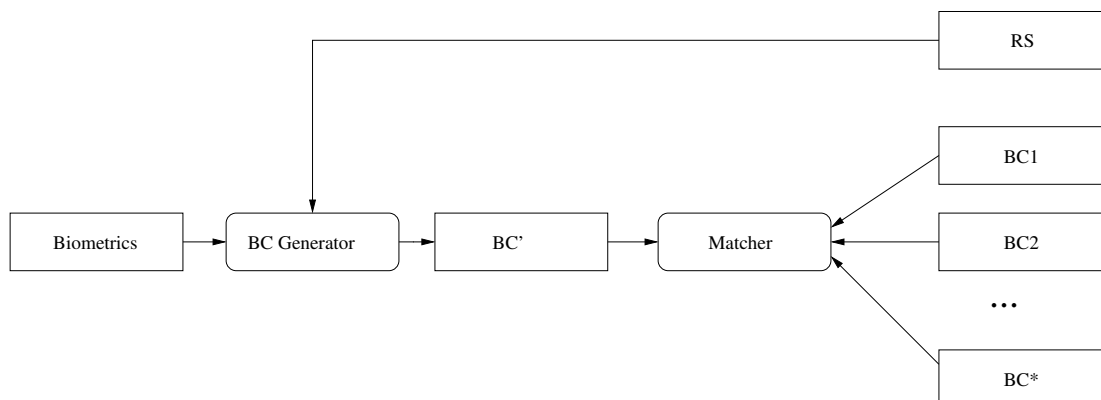 RS
BC1
Biometrics
BC Generator
BC’
Matcher
BC2
...
BC*